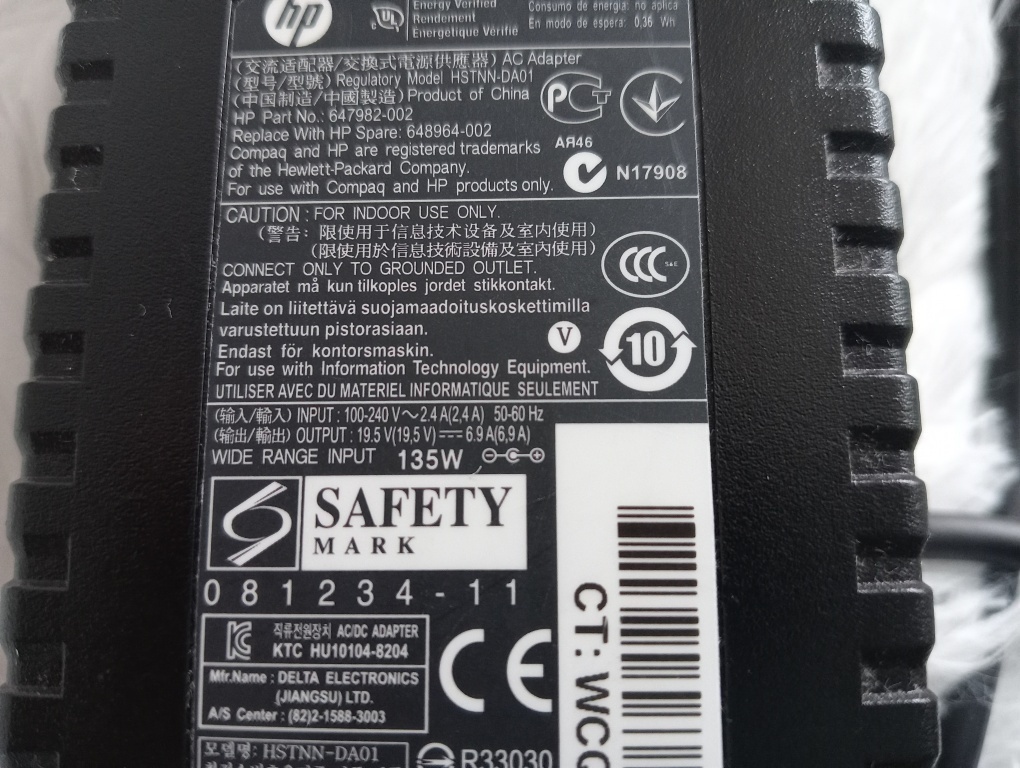 hp
UL
Energy Verified
Rendement
Énergétique Vérifié
Consumo de energia: no aplica
En modo de espera: 0,36 Wh
(交流适配器/交換式電源供應器) AC Adapter
(型号/型號) Regulatory Model HSTNN-DA01
(中国制造/中國製造) Product of China
HP Part No.: 647982-002
Replace With HP Spare: 648964-002
Compaq and HP are registered trademarks
of the Hewlett-Packard Company.
For use with Compaq and HP products only.
АЯ46
N17908
CAUTION : FOR INDOOR USE ONLY.
(警告: 限使用于信息技术设备及室内使用)
(限使用於信息技術設備及室內使用)
CONNECT ONLY TO GROUNDED OUTLET.
Apparatet må kun tilkoples jordet stikkontakt.
Laite on liitettävä suojamaadoituskoskettimilla
varustettuun pistorasiaan.
Endast för kontorsmaskin.
For use with Information Technology Equipment.
UTILISER AVEC DU MATERIEL INFORMATIQUE SEULEMENT
CCC S&E
V
10
(输入/輸入) INPUT : 100-240 V～2.4 A(2,4 A) 50-60 Hz
(输出/輸出) OUTPUT : 19.5 V(19,5 V) ⎓ 6.9 A(6,9 A)
WIDE RANGE INPUT 135W
SAFETY
MARK
081234-11
직류전원장치 AC/DC ADAPTER
KTC HU10104-8204
Mfr.Name : DELTA ELECTRONICS
(JIANGSU) LTD.
A/S Center : (82)2-1588-3003
CE
모델명: HSTNN-DA01
R33030
CT: WCG